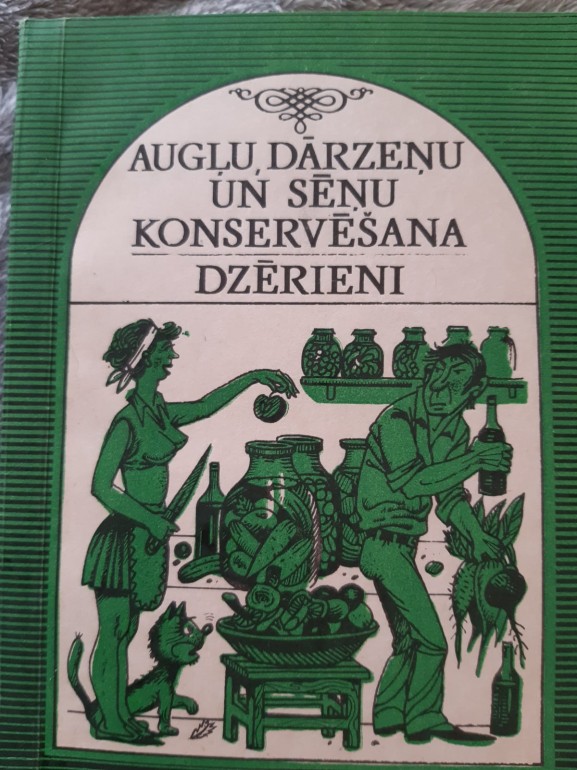 AUGĻU, DĀRZEŅU
UN SĒŅU
KONSERVĒŠANA
DZĒRIENI